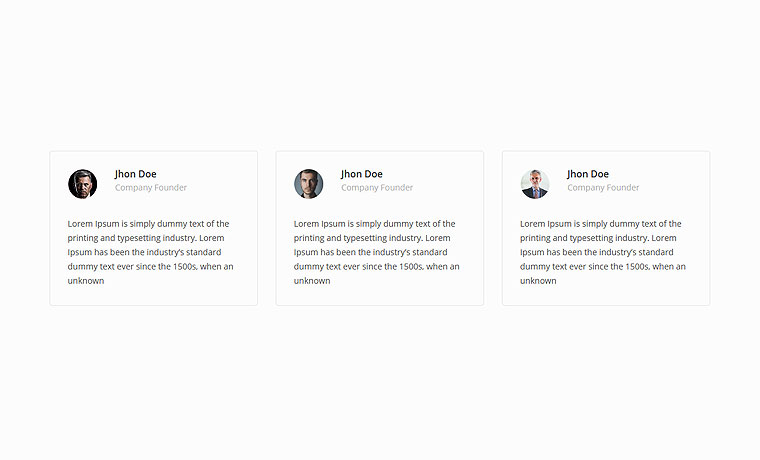 Jhon Doe
Company Founder
Lorem Ipsum is simply dummy text of the
printing and typesetting industry. Lorem
Ipsum has been the industry's standard
dummy text ever since the 1500s, when an
unknown
Jhon Doe
Company Founder
Lorem Ipsum is simply dummy text of the
printing and typesetting industry. Lorem
Ipsum has been the industry's standard
dummy text ever since the 1500s, when an
unknown
Jhon Doe
Company Founder
Lorem Ipsum is simply dummy text of the
printing and typesetting industry. Lorem
Ipsum has been the industry's standard
dummy text ever since the 1500s, when an
unknown